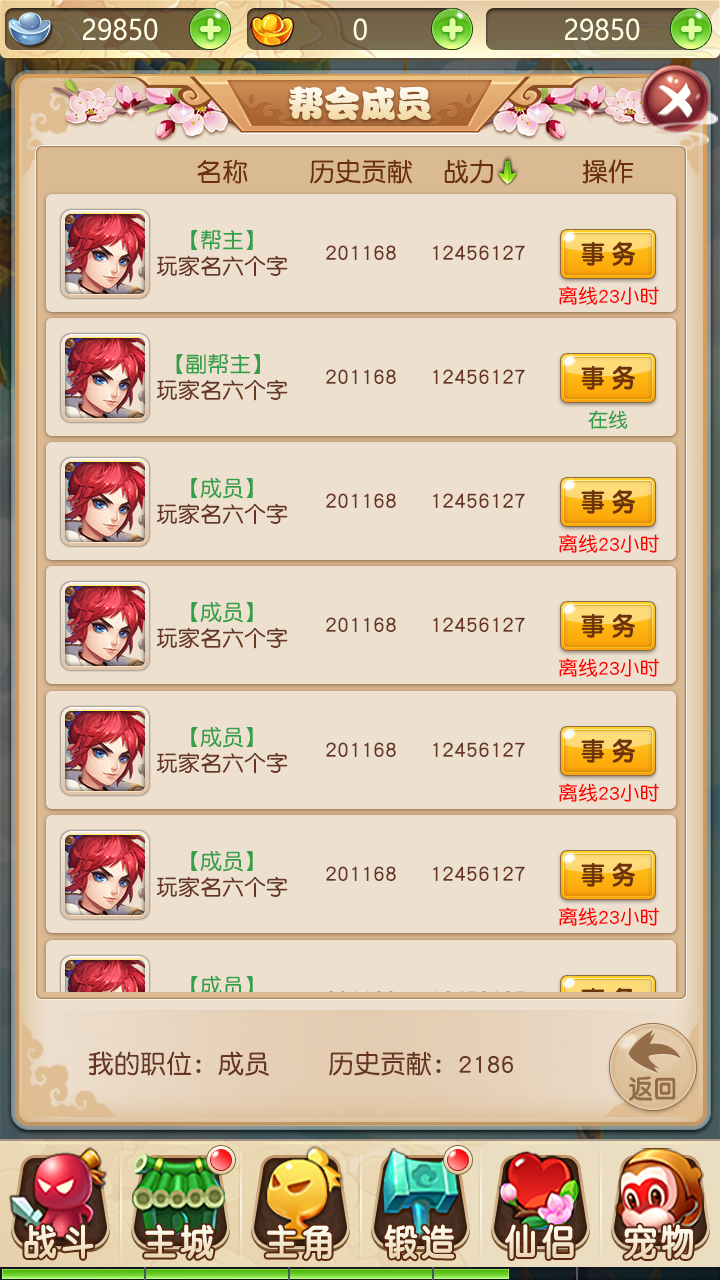 29850 0 29850
帮会成员
名称 历史贡献 战力 操作
【帮主】
玩家名六个字 201168 12456127 事务
离线23小时
【副帮主】
玩家名六个字 201168 12456127 事务
在线
【成员】
玩家名六个字 201168 12456127 事务
离线23小时
【成员】
玩家名六个字 201168 12456127 事务
离线23小时
【成员】
玩家名六个字 201168 12456127 事务
离线23小时
【成员】
玩家名六个字 201168 12456127 事务
离线23小时
【成员】
我的职位：成员 历史贡献：2186
返回
战斗 主城 主角 锻造 仙侣 宠物